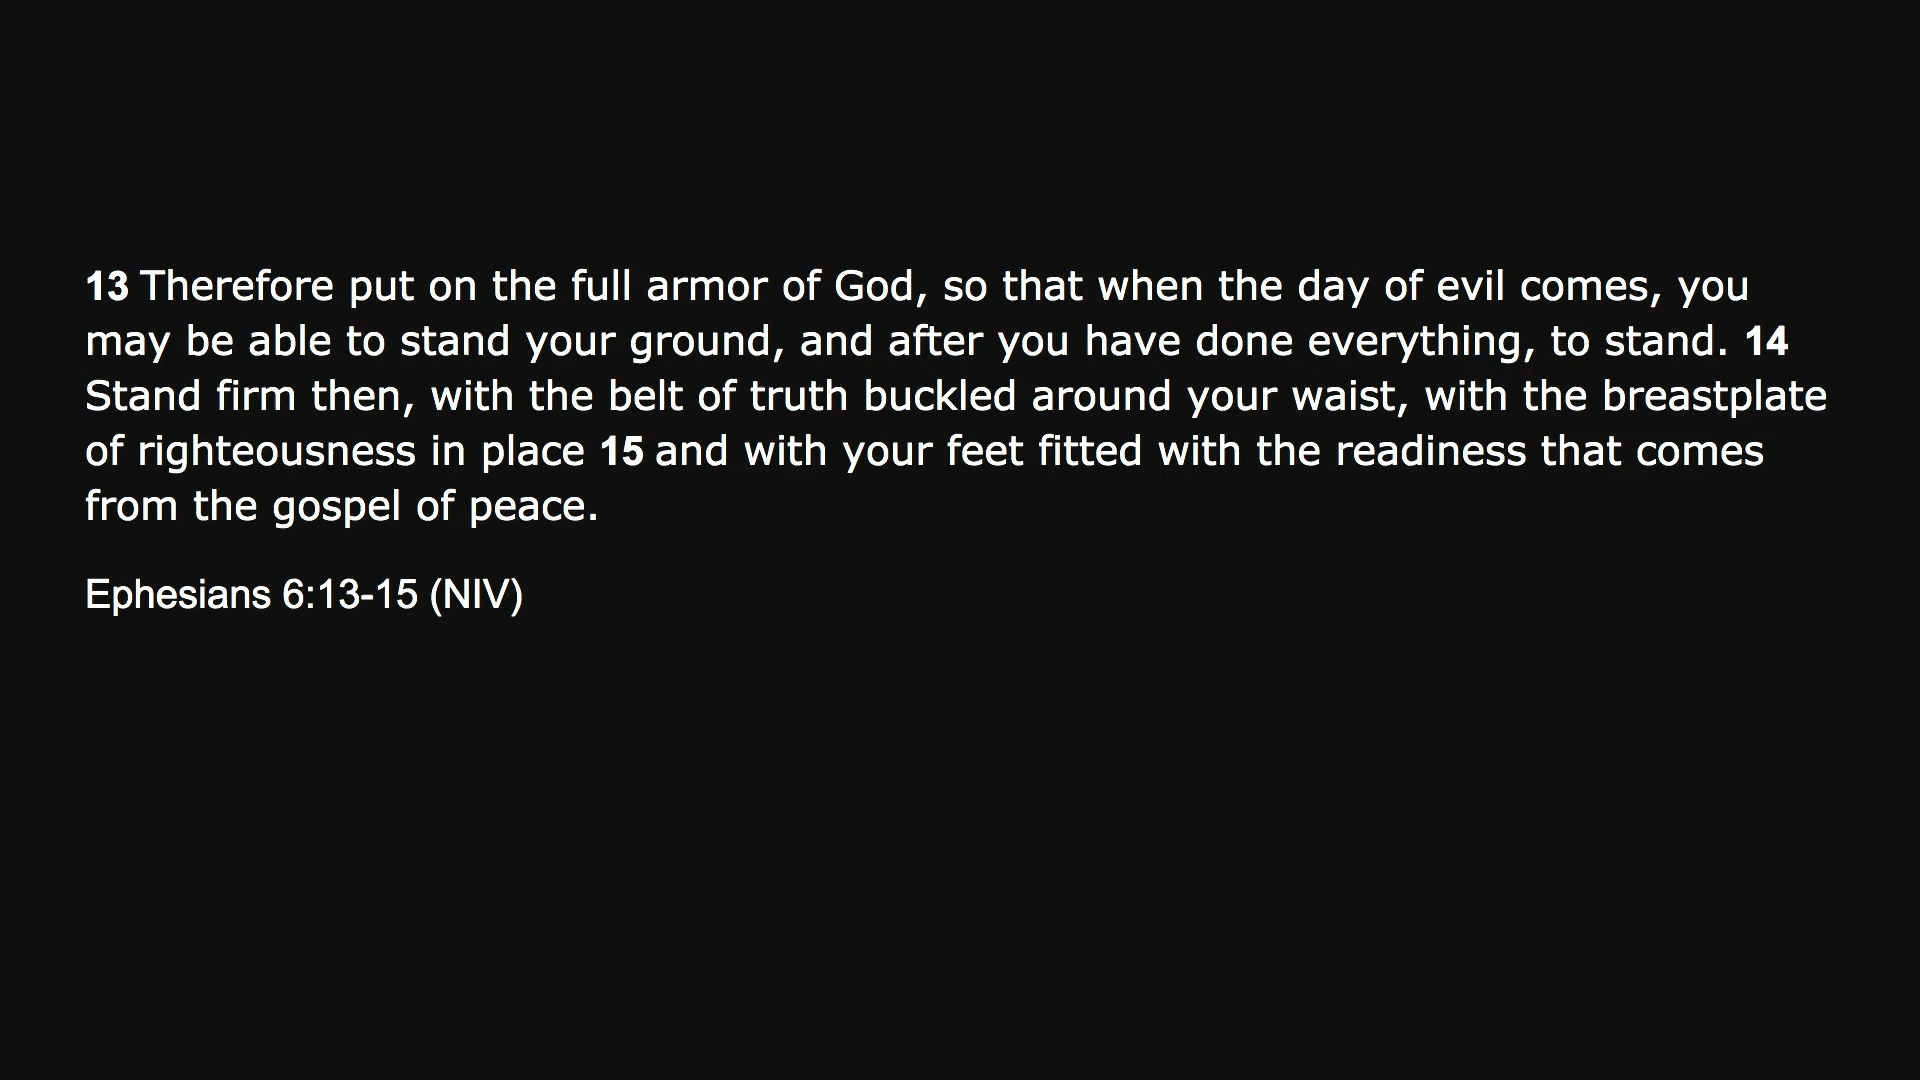 13 Therefore put on the full armor of God, so that when the day of evil comes, you
may be able to stand your ground, and after you have done everything, to stand. 14
Stand firm then, with the belt of truth buckled around your waist, with the breastplate
of righteousness in place 15 and with your feet fitted with the readiness that comes
from the gospel of peace.
Ephesians 6:13-15 (NIV)